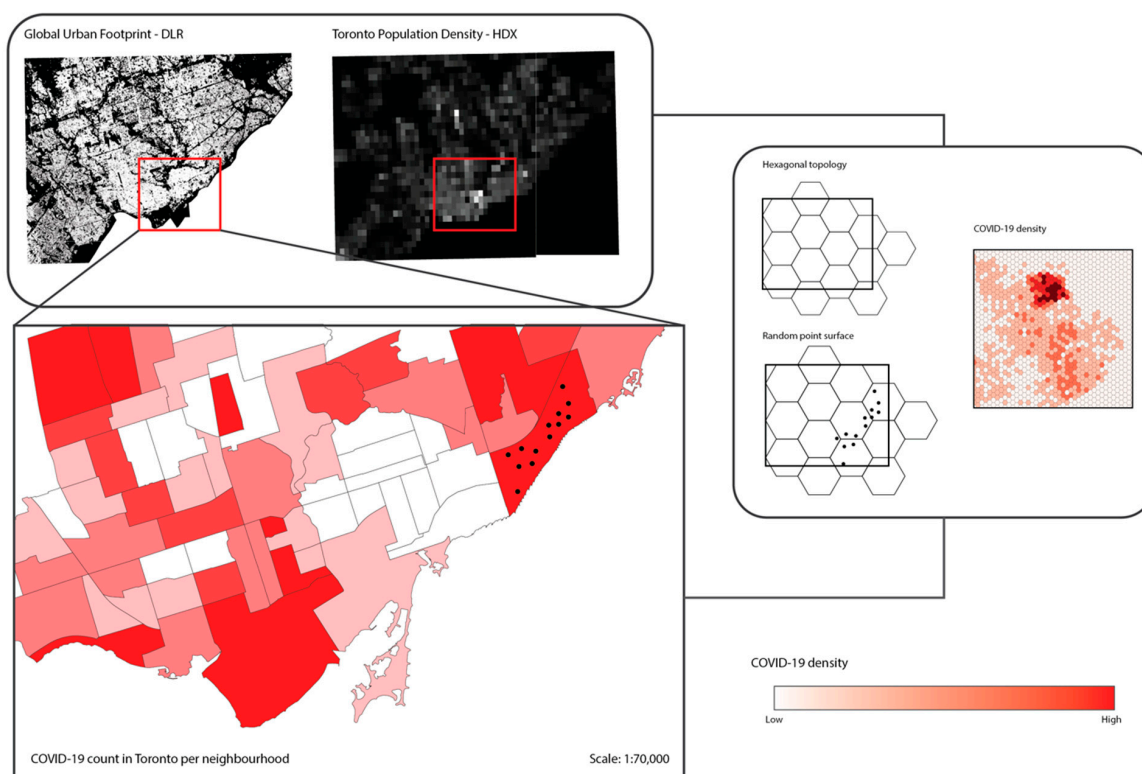 Global Urban Footprint - DLR
Toronto Population Density - HDX
Hexagonal topology
COVID-19 density
Random point surface
COVID-19 density
Low
High
COVID-19 count in Toronto per neighbourhood
Scale: 1:70,000